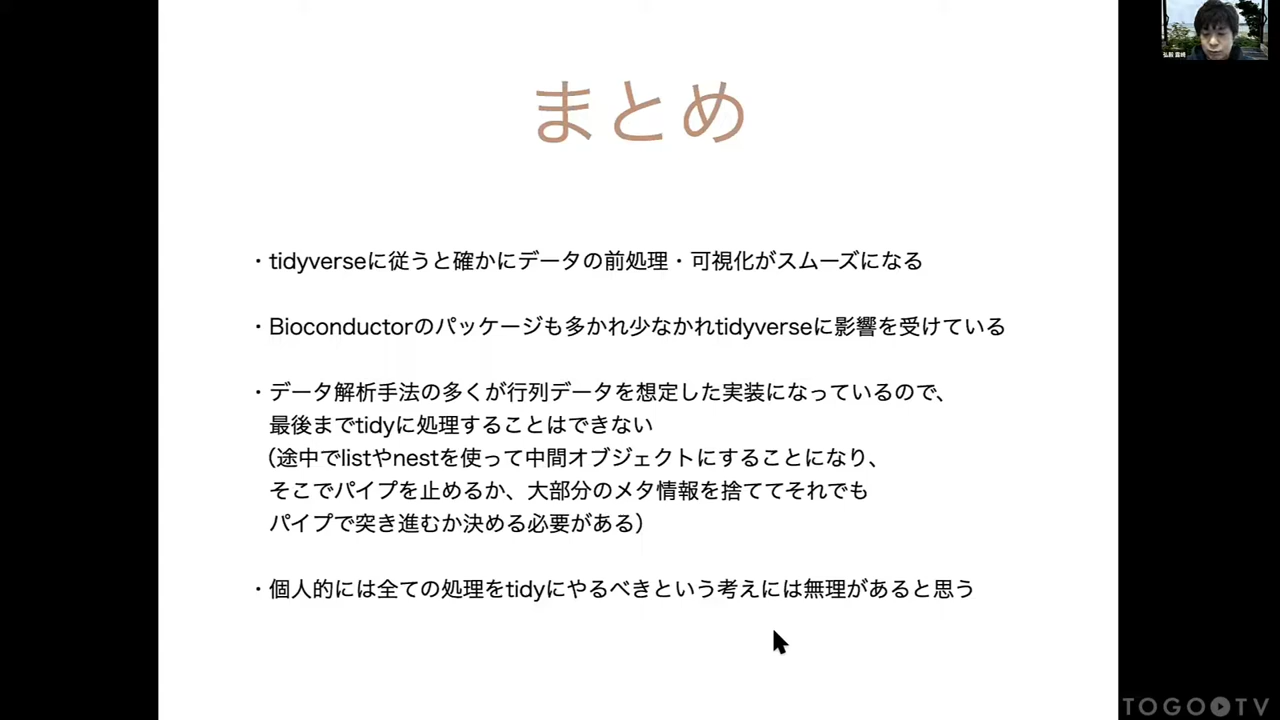 まとめ
・tidyverseに従うと確かにデータの前処理・可視化がスムーズになる
・Bioconductorのパッケージも多かれ少なかれtidyverseに影響を受けている
・データ解析手法の多くが行列データを想定した実装になっているので、
最後までtidyに処理することはできない
（途中でlistやnestを使って中間オブジェクトにすることになり、
そこでパイプを止めるか、大部分のメタ情報を捨ててそれでも
パイプで突き進むか決める必要がある）
・個人的には全ての処理をtidyにやるべきという考えには無理があると思う
TOGOTV